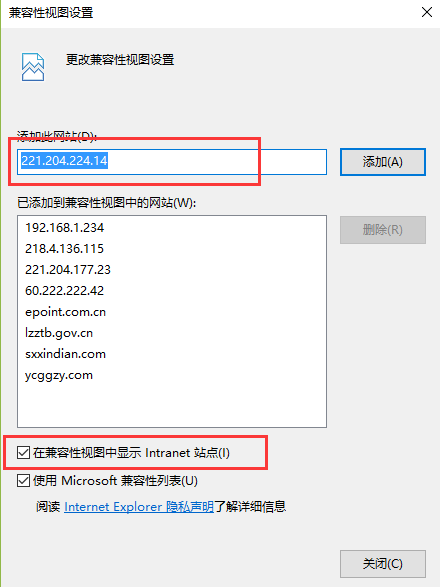 兼容性视图设置
更改兼容性视图设置
添加此网站(D):
221.204.224.14
添加(A)
已添加到兼容性视图中的网站(W):
192.168.1.234
删除(R)
218.4.136.115
221.204.177.23
60.222.222.42
epoint.com.cn
lzztb.gov.cn
sxxindian.com
ycggzy.com
在兼容性视图中显示 Intranet 站点(I)
使用 Microsoft 兼容性列表(U)
阅读 Internet Explorer 隐私声明了解详细信息
关闭(C)